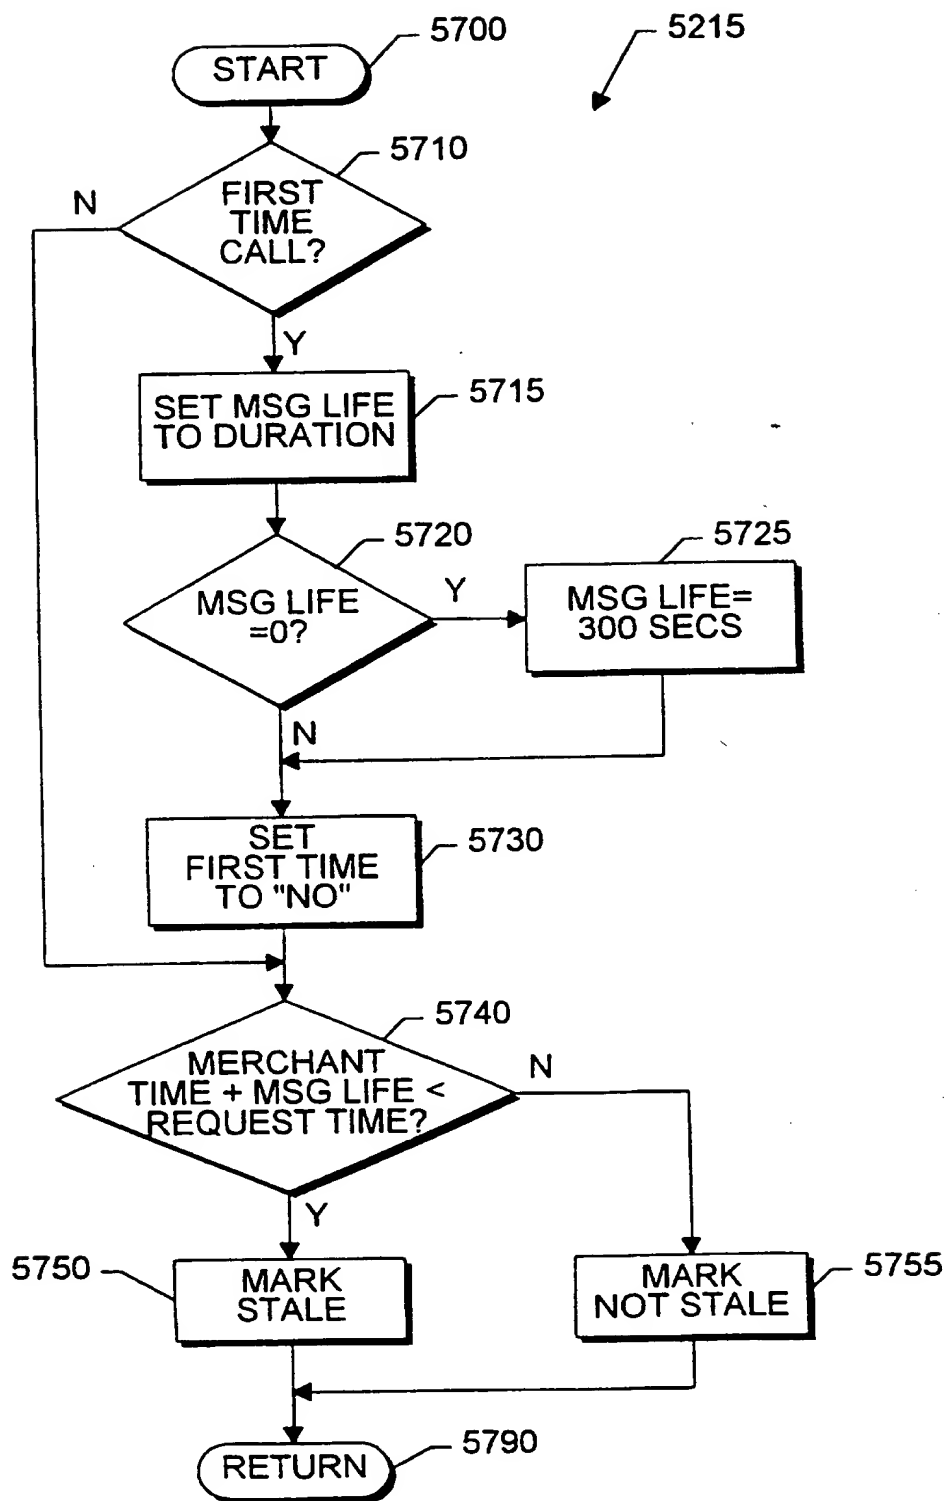 5700
5215
START
5710
N
FIRST
TIME
CALL?
Y
5715
SET MSG LIFE
TO DURATION
5720
5725
MSG LIFE
=0?
Y
MSG LIFE=
300 SECS
N
SET
FIRST TIME
TO "NO"
5730
5740
MERCHANT
TIME + MSG LIFE <
REQUEST TIME?
N
Y
5750
MARK
STALE
MARK
NOT STALE
5755
5790
RETURN